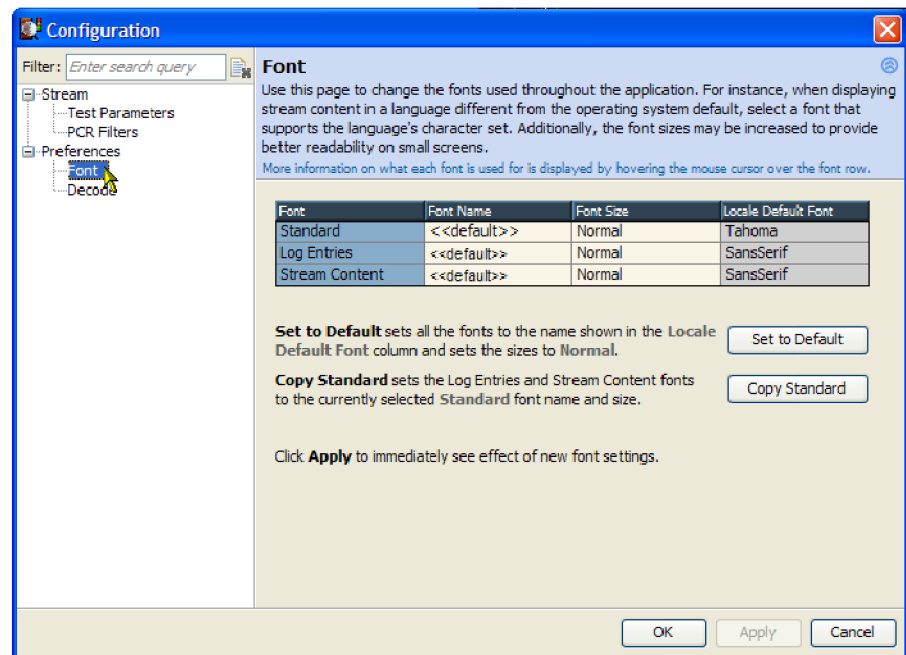 Configuration
Filter: Enter search query
Stream
Test Parameters
PCR Filters
Preferences
Font
Decode
Font
Use this page to change the fonts used throughout the application. For instance, when displaying
stream content in a language different from the operating system default, select a font that
supports the language's character set. Additionally, the font sizes may be increased to provide
better readability on small screens.
More information on what each font is used for is displayed by hovering the mouse cursor over the font row.
Font Font Name Font Size Locale Default Font
Standard <<default>> Normal Tahoma
Log Entries <<default>> Normal SansSerif
Stream Content <<default>> Normal SansSerif
Set to Default sets all the fonts to the name shown in the Locale
Default Font column and sets the sizes to Normal.
Set to Default
Copy Standard sets the Log Entries and Stream Content fonts
to the currently selected Standard font name and size.
Copy Standard
Click Apply to immediately see effect of new font settings.
OK Apply Cancel